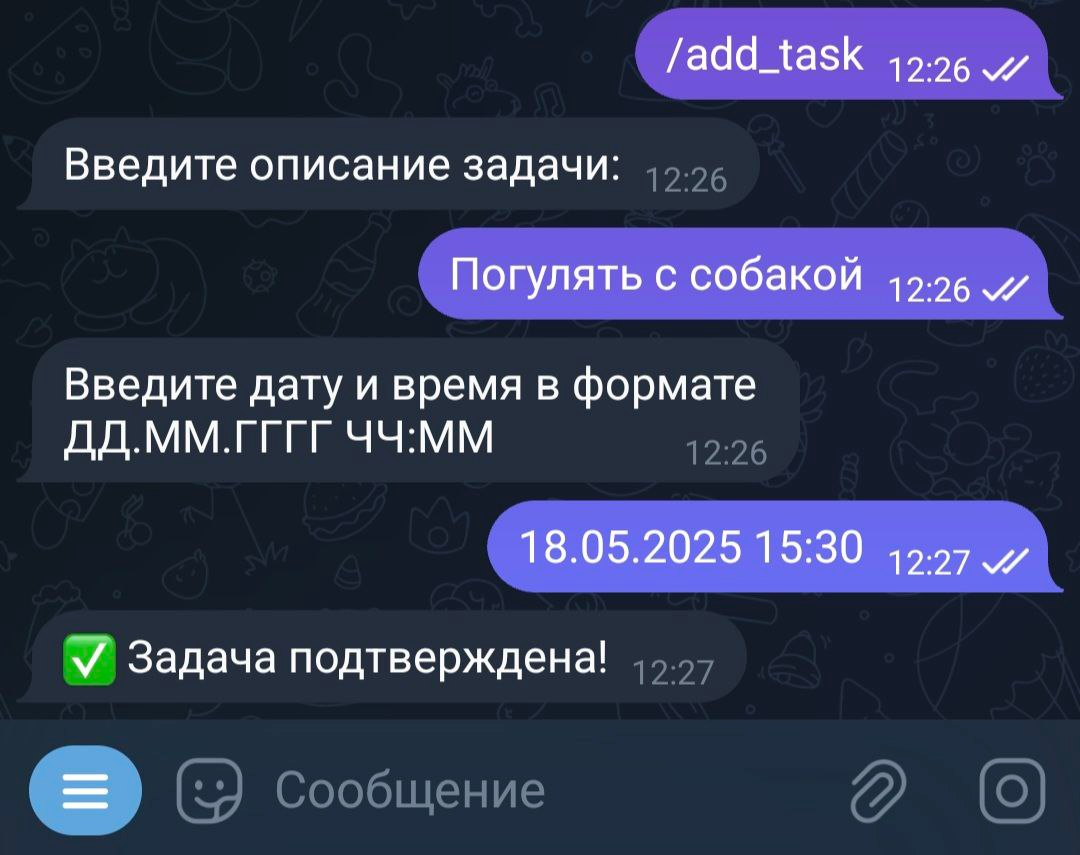 /add_task 12:26
Введите описание задачи: 12:26
Погулять с собакой 12:26
Введите дату и время в формате
ДД.ММ.ГГГГ ЧЧ:ММ 12:26
18.05.2025 15:30 12:27
✅ Задача подтверждена! 12:27
Сообщение